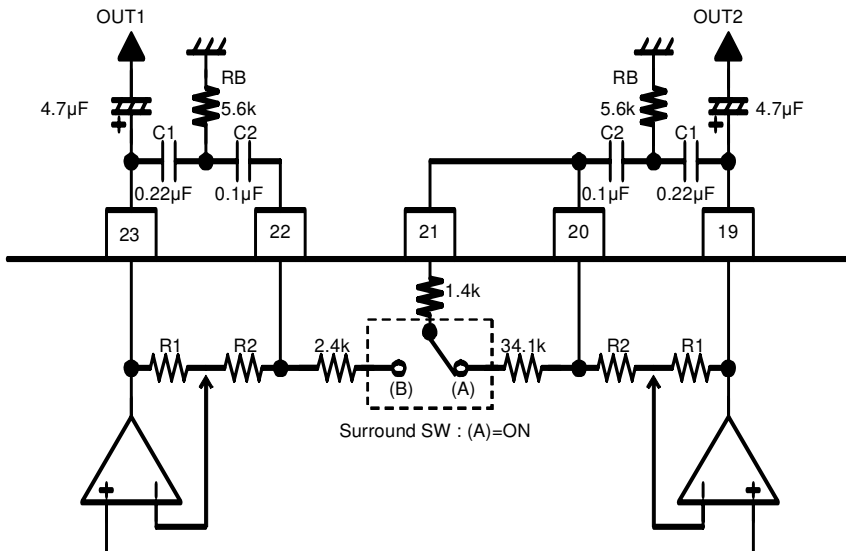 OUT1 OUT2
RB RB
4.7µF 5.6k 5.6k 4.7µF
C1 C2 C2 C1
0.22µF 0.1µF 0.1µF 0.22µF
23 22 21 20 19
1.4k
R1 R2 2.4k 34.1k R2 R1
(B) (A)
Surround SW : (A)=ON